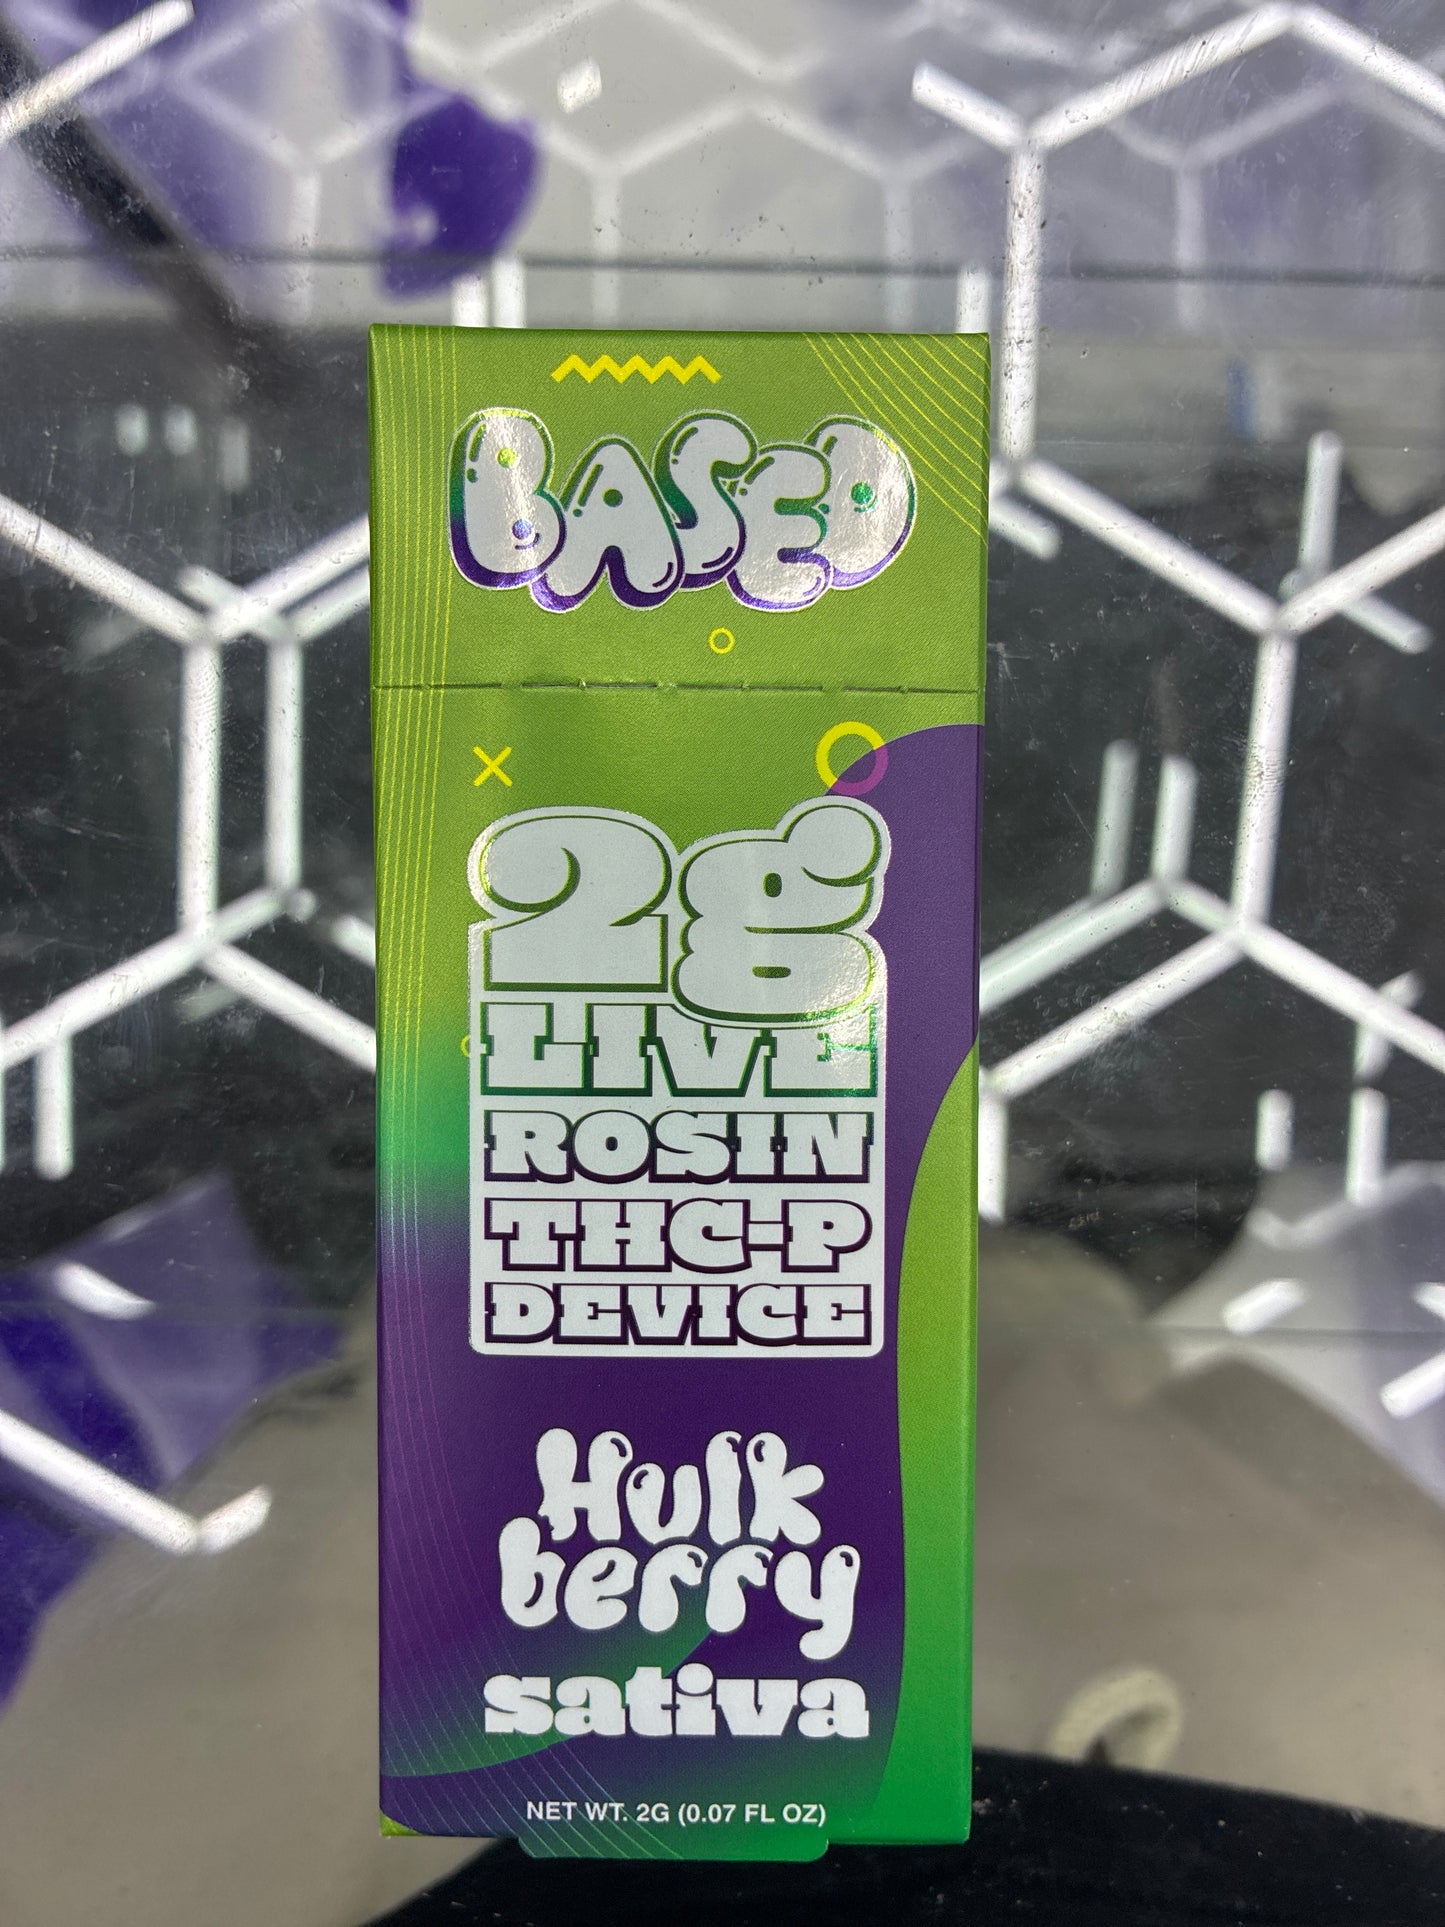 BASED
2g
LIVE
ROSIN
THC-P
DEVICE
Hulk
berry
sativa
NET WT. 2G (0.07 FL OZ)